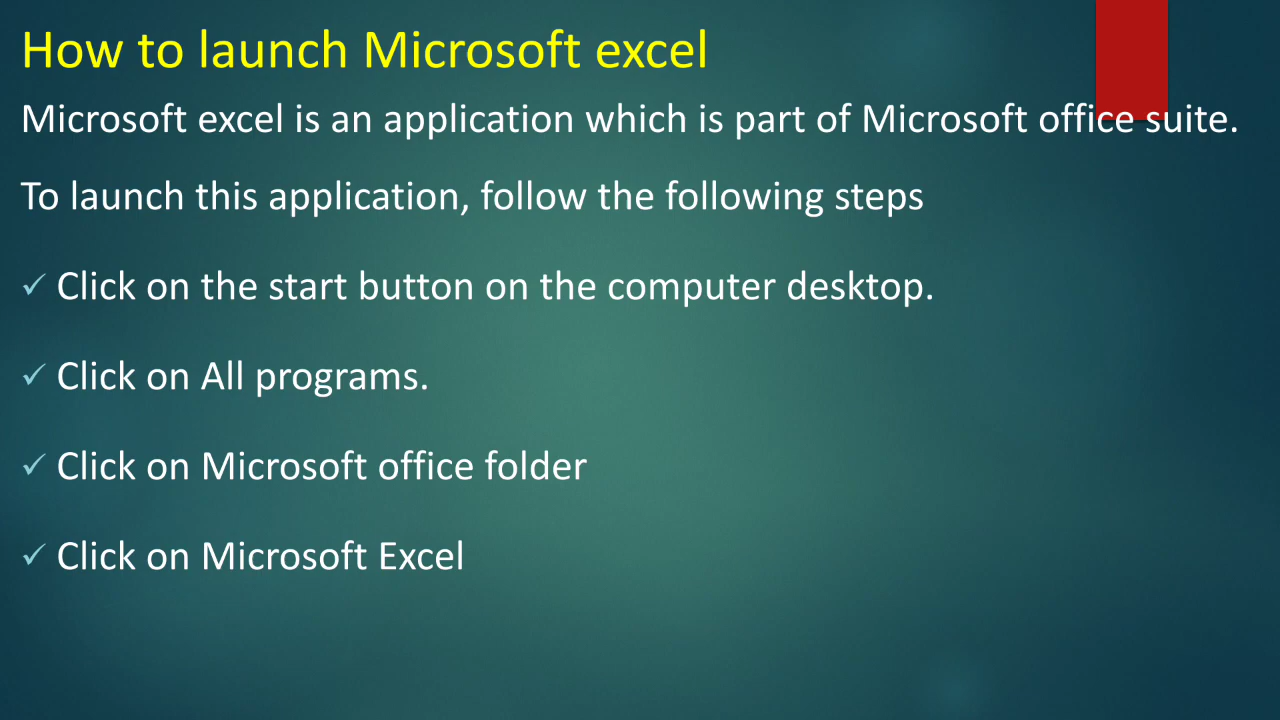 How to launch Microsoft excel
Microsoft excel is an application which is part of Microsoft office suite.
To launch this application, follow the following steps
✓ Click on the start button on the computer desktop.
✓ Click on All programs.
✓ Click on Microsoft office folder
✓ Click on Microsoft Excel